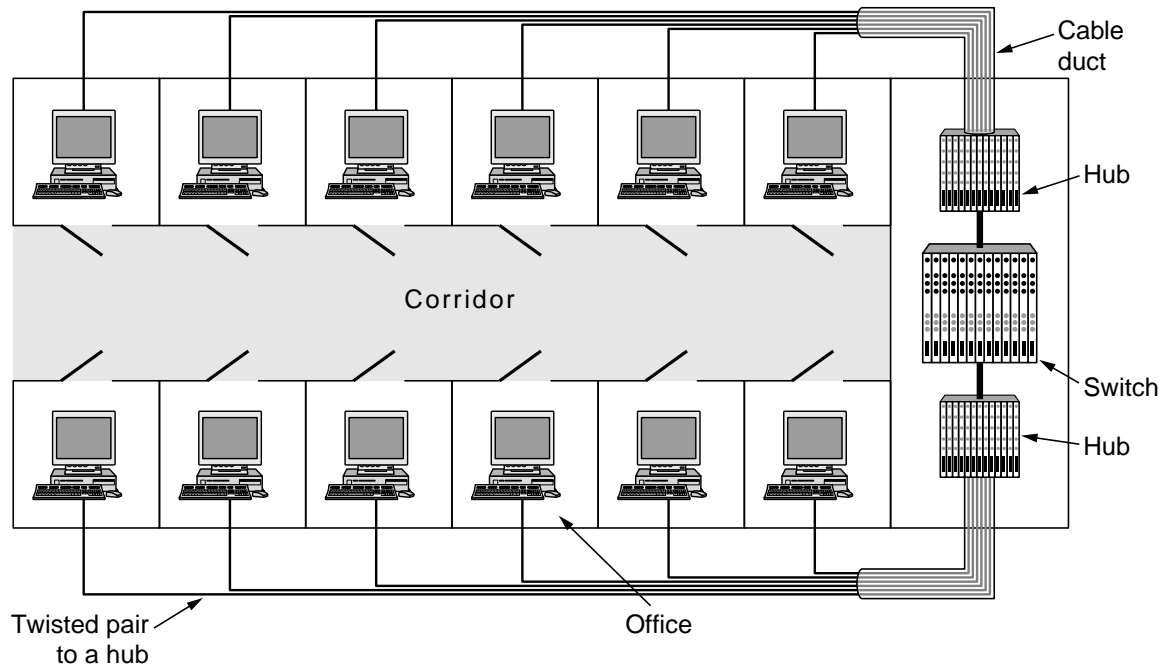 Cable
duct
Hub
Corridor
Switch
Hub
Twisted pair
to a hub
Office